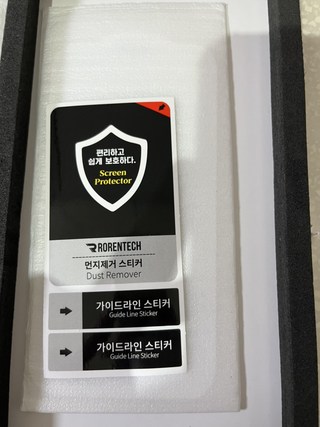 편리하고
쉽게 보호하다.
Screen
Protector
RORENTECH
먼지제거 스티커
Dust Remover
가이드라인 스티커
Guide Line Sticker
가이드라인 스티커
Guide Line Sticker